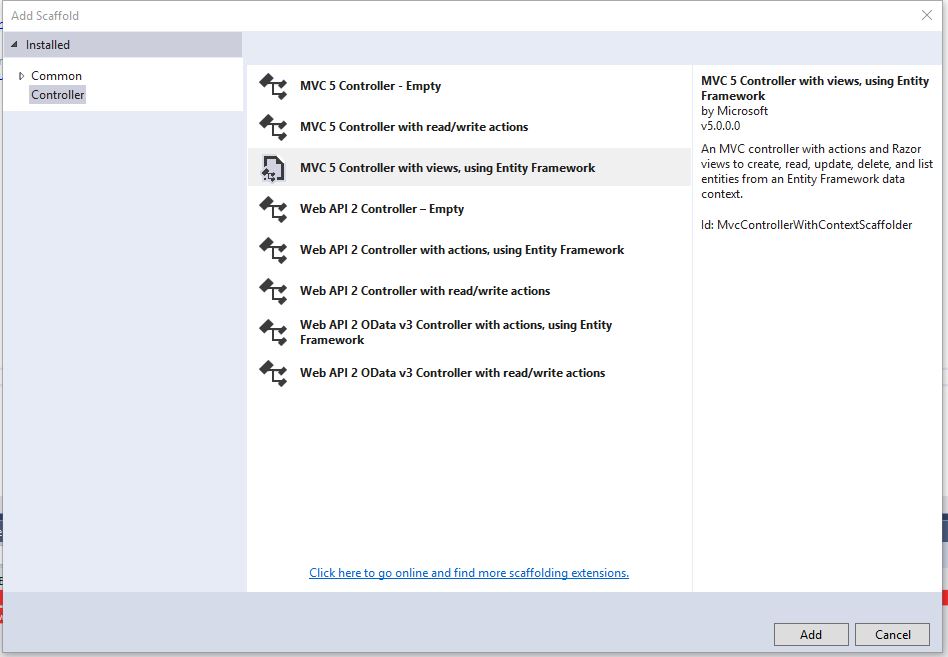 Add Scaffold
Installed
Common
Controller
MVC 5 Controller - Empty
MVC 5 Controller with read/write actions
MVC 5 Controller with views, using Entity Framework
Web API 2 Controller – Empty
Web API 2 Controller with actions, using Entity Framework
Web API 2 Controller with read/write actions
Web API 2 OData v3 Controller with actions, using Entity
Framework
Web API 2 OData v3 Controller with read/write actions
Click here to go online and find more scaffolding extensions.
MVC 5 Controller with views, using Entity
Framework
by Microsoft
v5.0.0.0
An MVC controller with actions and Razor
views to create, read, update, delete, and list
entities from an Entity Framework data
context.
Id: MvcControllerWithContextScaffolder
Add
Cancel